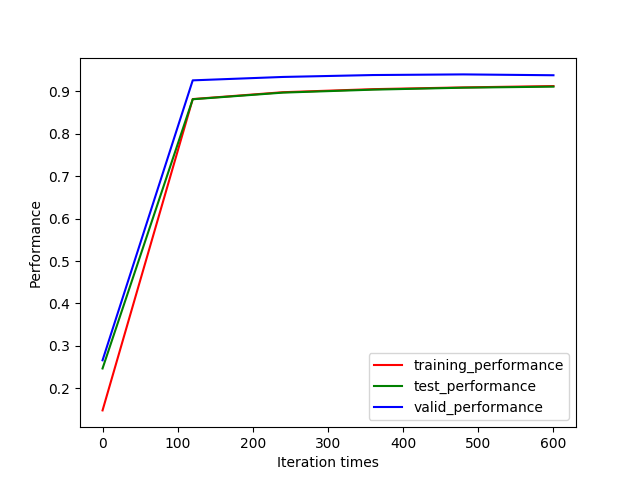 0.9
0.8
0.7
0.6
0.5
0.4
0.3
0.2
Performance
0 100 200 300 400 500 600
Iteration times
training_performance
test_performance
valid_performance